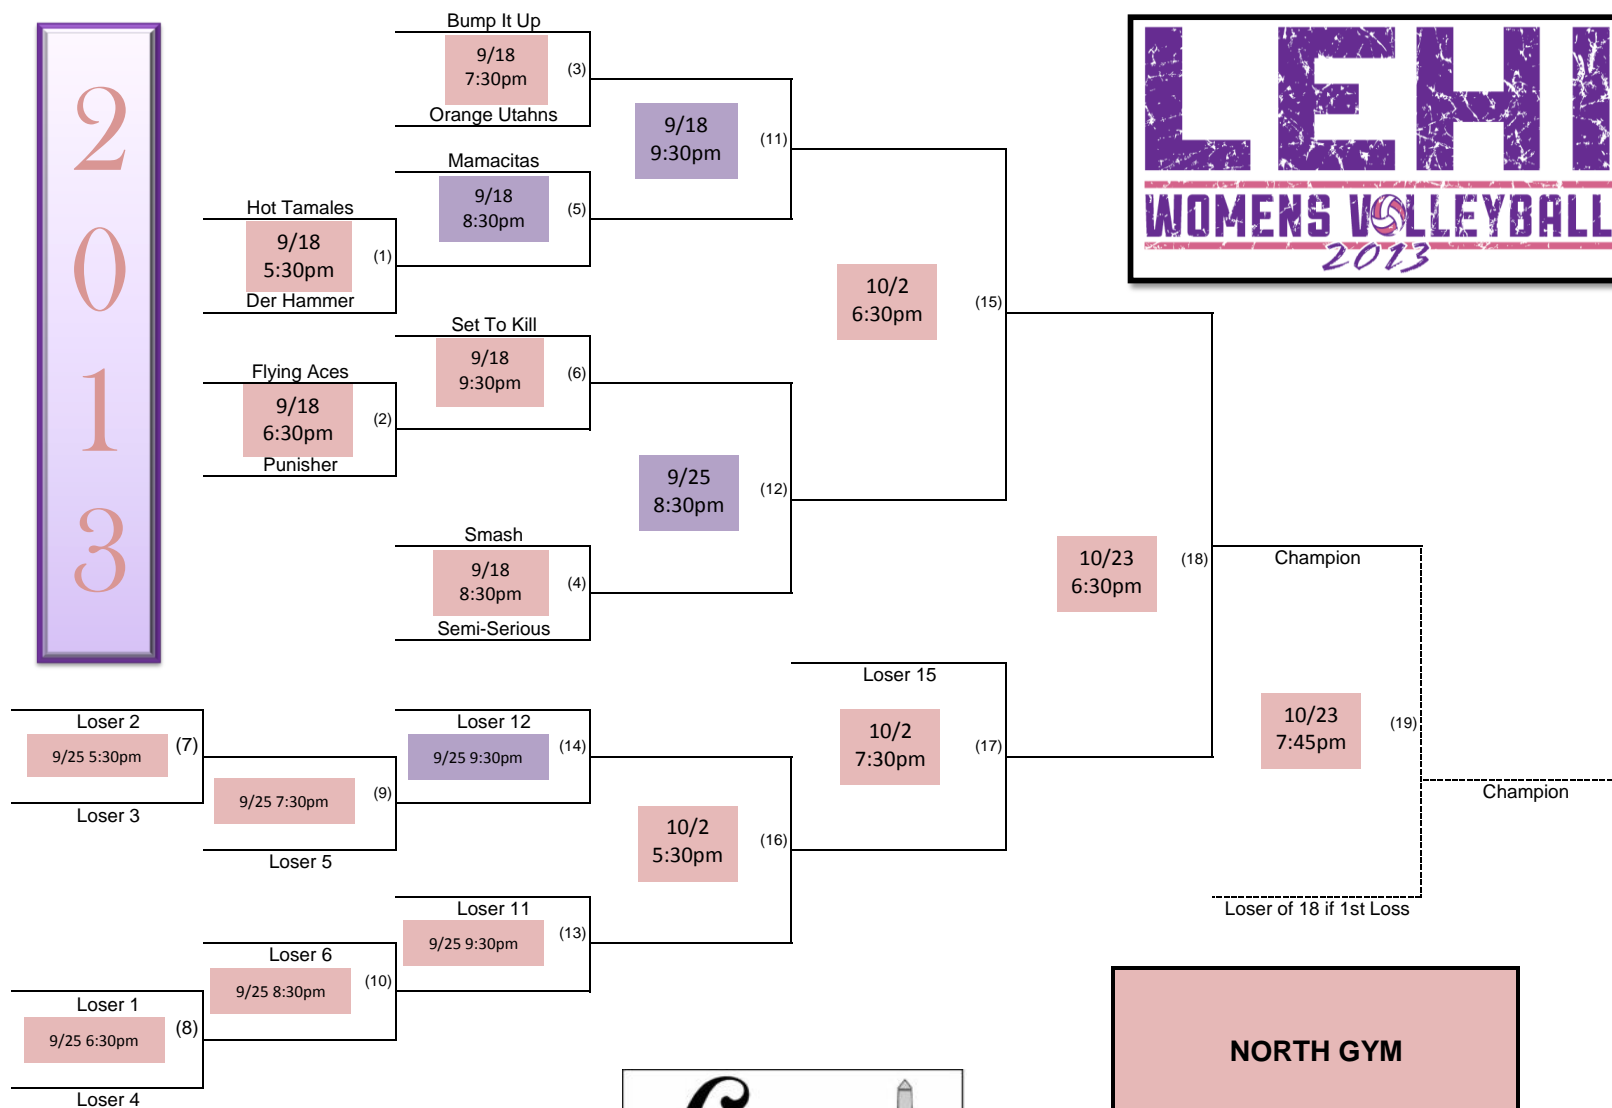 2
0
1
3
LEHI
WOMENS VOLLEYBALL
2013
Bump It Up
9/18
7:30pm
(3)
Orange Utahns
9/18
9:30pm
(11)
Mamacitas
9/18
8:30pm
(5)
Hot Tamales
9/18
5:30pm
(1)
Der Hammer
10/2
6:30pm
(15)
Set To Kill
9/18
9:30pm
(6)
Flying Aces
9/18
6:30pm
(2)
Punisher
9/25
8:30pm
(12)
Smash
9/18
8:30pm
(4)
Semi-Serious
10/23
6:30pm
(18)
Champion
Loser 15
10/2
7:30pm
(17)
10/23
7:45pm
(19)
Champion
Loser of 18 if 1st Loss
Loser 2
9/25 5:30pm
(7)
Loser 3
Loser 12
9/25 9:30pm
(14)
9/25 7:30pm
(9)
Loser 5
10/2
5:30pm
(16)
Loser 11
9/25 9:30pm
(13)
Loser 6
9/25 8:30pm
(10)
Loser 1
9/25 6:30pm
(8)
Loser 4
NORTH GYM